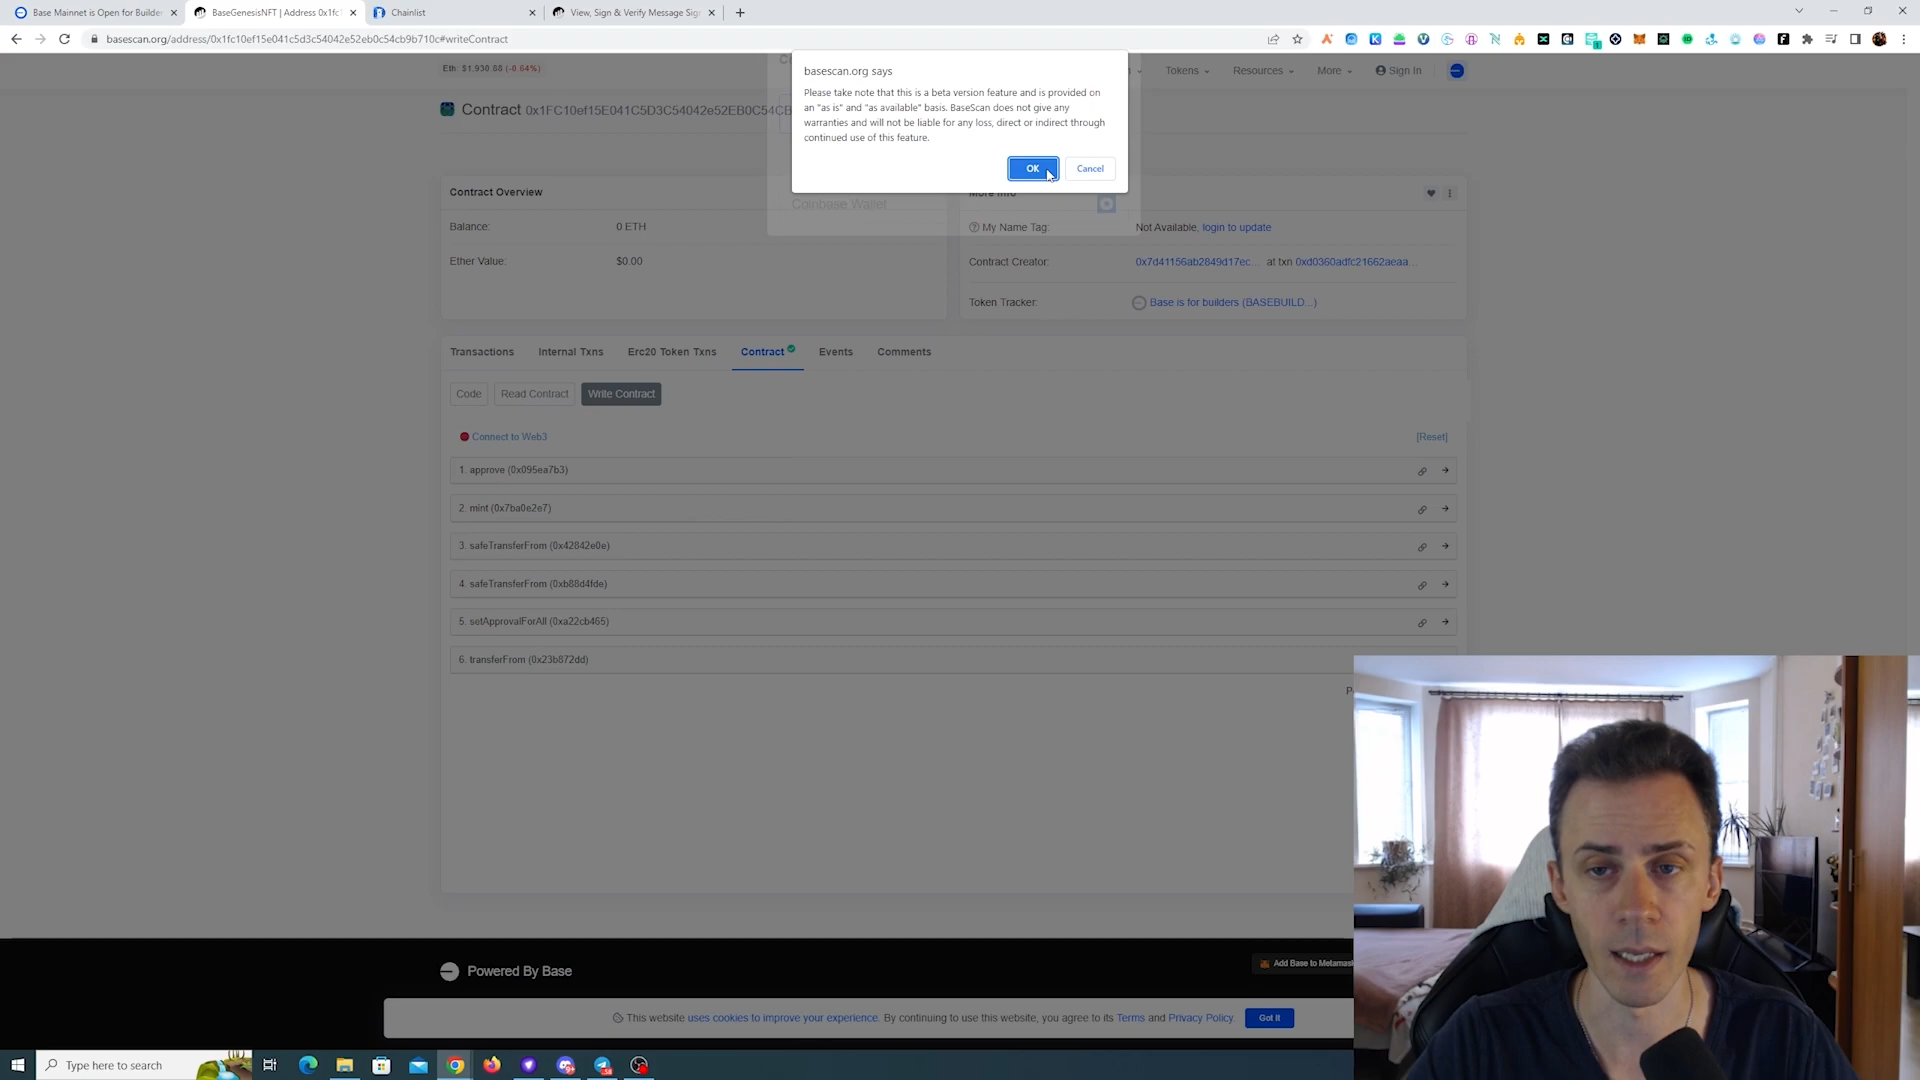 Base Mainnet is Open for Builder
BaseGenesisNFT | Address 0x1fc1
Chainlist
View, Sign & Verify Message Sig
basescan.org/address/0x1fc10ef15e041c5d3c54042e52eb0c54cb9b710c#writeContract
Eth: $1,930.88 (-0.64%)
Tokens
Resources
More
Sign In
Contract 0x1FC10ef15E041C5D3C54042e52EB0C54CB
basescan.org says
Please take note that this is a beta version feature and is provided on
an "as is" and "as available" basis. BaseScan does not give any
warranties and will not be liable for any loss, direct or indirect through
continued use of this feature.
OK
Cancel
Coinbase Wallet
Contract Overview
Balance:
0 ETH
Ether Value:
$0.00
More Info
My Name Tag:
Not Available, login to update
Contract Creator:
0x7d41156ab2849d17ec... at txn 0xd0360adfc21662aeaa...
Token Tracker:
Base is for builders (BASEBUILD...)
Transactions
Internal Txns
Erc20 Token Txns
Contract
Events
Comments
Code
Read Contract
Write Contract
Connect to Web3
[Reset]
1. approve (0x095ea7b3)
2. mint (0x7ba0e2e7)
3. safeTransferFrom (0x42842e0e)
4. safeTransferFrom (0xb88d4fde)
5. setApprovalForAll (0xa22cb465)
6. transferFrom (0x23b872dd)
Powered By Base
Add Base to Metamask
This website uses cookies to improve your experience. By continuing to use this website, you agree to its Terms and Privacy Policy.
Got It
Type here to search